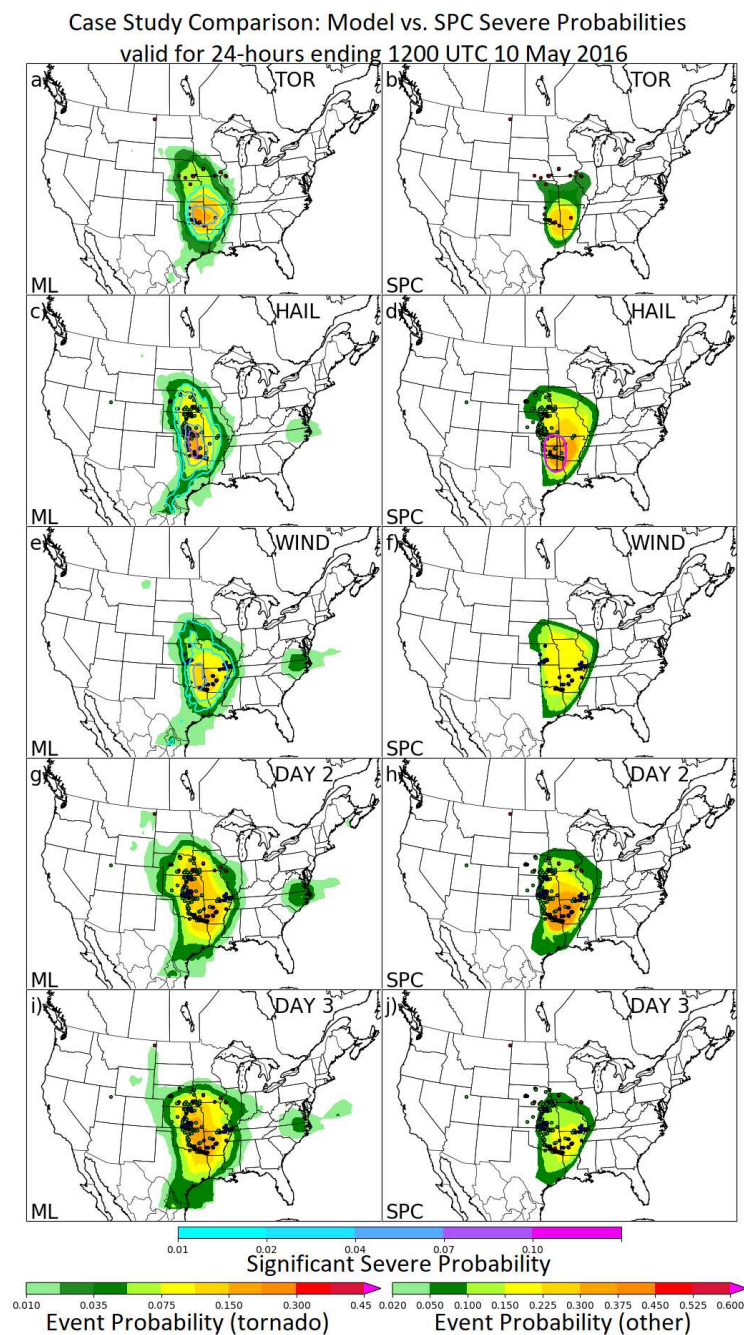 Case Study Comparison: Model vs. SPC Severe Probabilities
valid for 24-hours ending 1200 UTC 10 May 2016
a) TOR
ML
b) TOR
SPC
c) HAIL
ML
d) HAIL
SPC
e) WIND
ML
f) WIND
SPC
g) DAY 2
ML
h) DAY 2
SPC
i) DAY 3
ML
j) DAY 3
SPC
0.01 0.02 0.04 0.07 0.10
Significant Severe Probability
0.010 0.035 0.075 0.150 0.300 0.45
Event Probability (tornado)
0.020 0.050 0.100 0.150 0.225 0.300 0.375 0.450 0.525 0.600
Event Probability (other)